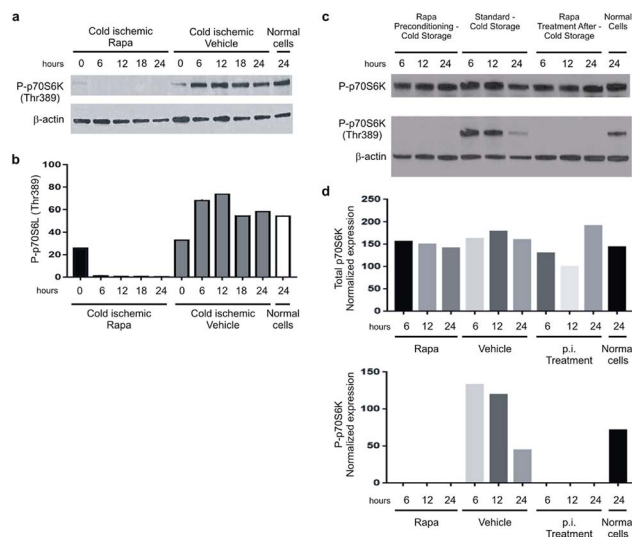 a
Cold ischemic Rapa
Cold ischemic Vehicle
Normal cells
hours 0 6 12 18 24 0 6 12 18 24 24
P-p70S6K (Thr389)
β-actin
b
P-p70S6L (Thr389)
100
80
60
40
20
0
hours 0 6 12 18 24 0 6 12 18 24 24
Cold ischemic Rapa
Cold ischemic Vehicle
Normal cells
c
Rapa Preconditioning - Cold Storage
Standard - Cold Storage
Rapa Treatment After - Cold Storage
Normal Cells
hours 6 12 24 6 12 24 6 12 24 24
P-p70S6K
P-p70S6K (Thr389)
β-actin
d
Total p70S6K
Normalized expression
200
150
100
50
0
hours 6 12 24 6 12 24 6 12 24 24
Rapa
Vehicle
p.i. Treatment
Normal cells
P-p70S6K
Normalized expression
150
100
50
0
hours 6 12 24 6 12 24 6 12 24 24
Rapa
Vehicle
p.i. Treatment
Normal cells